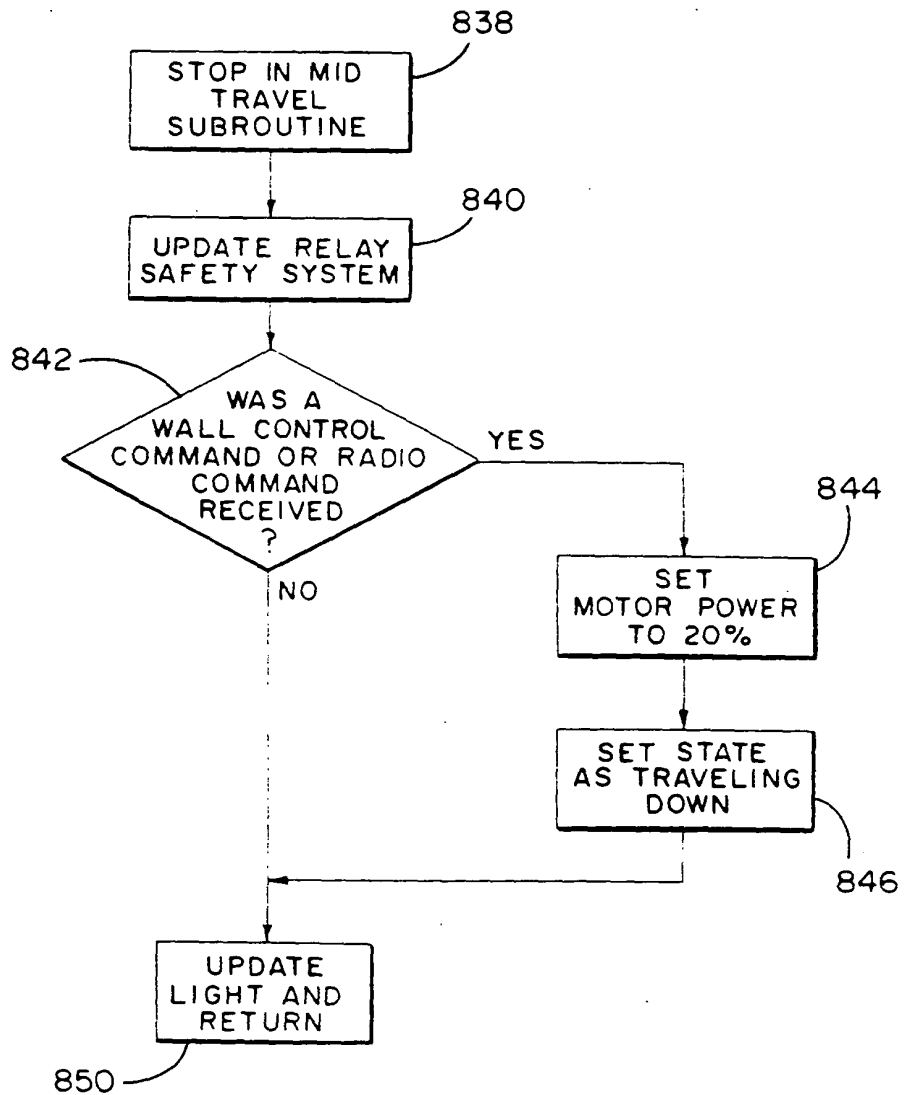 838
STOP IN MID
TRAVEL
SUBROUTINE
840
UPDATE RELAY
SAFETY SYSTEM
842
WAS A
WALL CONTROL
COMMAND OR RADIO
COMMAND
RECEIVED
?
YES
NO
844
SET
MOTOR POWER
TO 20%
SET STATE
AS TRAVELING
DOWN
846
UPDATE
LIGHT AND
RETURN
850